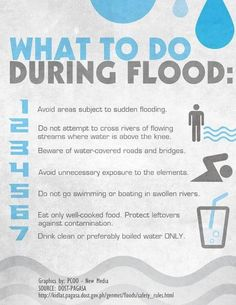 WHAT TO DO
DURING FLOOD:
1 Avoid areas subject to sudden flooding.
2 Do not attempt to cross rivers of flowing
streams where water is above the knee.
3 Beware of water-covered roads and bridges.
4 Avoid unnecessary exposure to the elements.
5 Do not go swimming or boating in swollen rivers.
6 Eat only well-cooked food. Protect leftovers
against contamination.
7 Drink clean or preferably boiled water ONLY.
Graphics by: PCDO - New Media
SOURCE: DOST-PAGASA
http://kidlat.pagasa.dost.gov.ph/genmet/floods/safety_rules.html